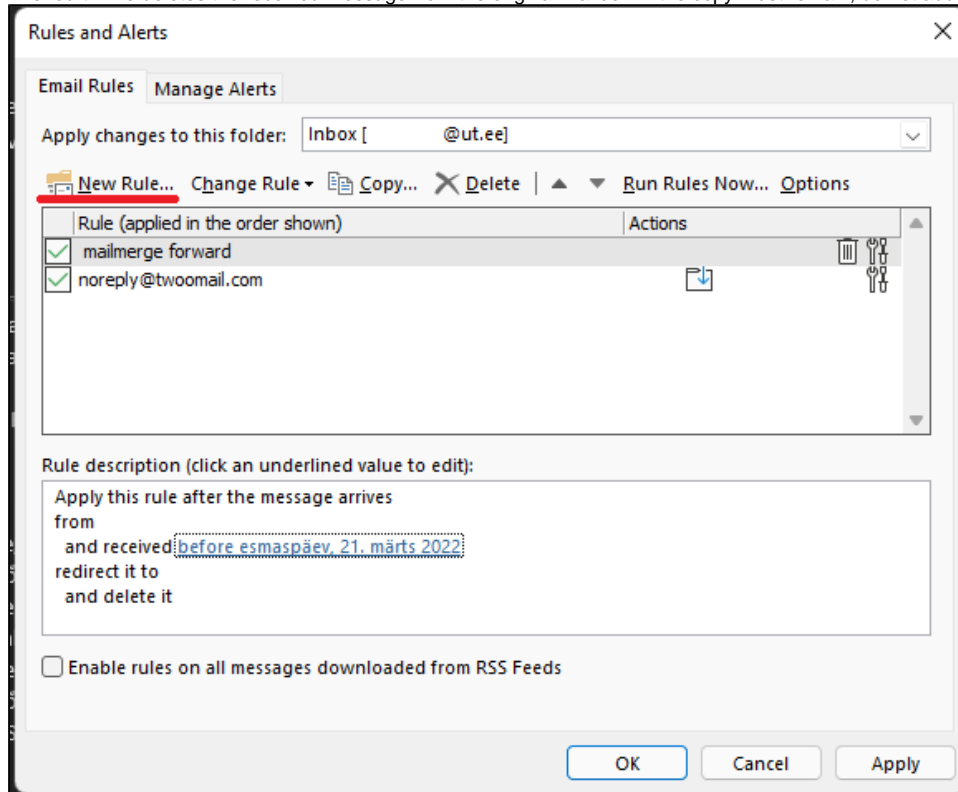 Rules and Alerts
Email Rules Manage Alerts
Apply changes to this folder: Inbox [ @ut.ee]
New Rule... Change Rule Copy... Delete Run Rules Now... Options
Rule (applied in the order shown) Actions
mailmerge forward
noreply@twoomail.com
Rule description (click an underlined value to edit):
Apply this rule after the message arrives
from
and received before esmaspäev, 21. märts 2022
redirect it to
and delete it
Enable rules on all messages downloaded from RSS Feeds
OK Cancel Apply